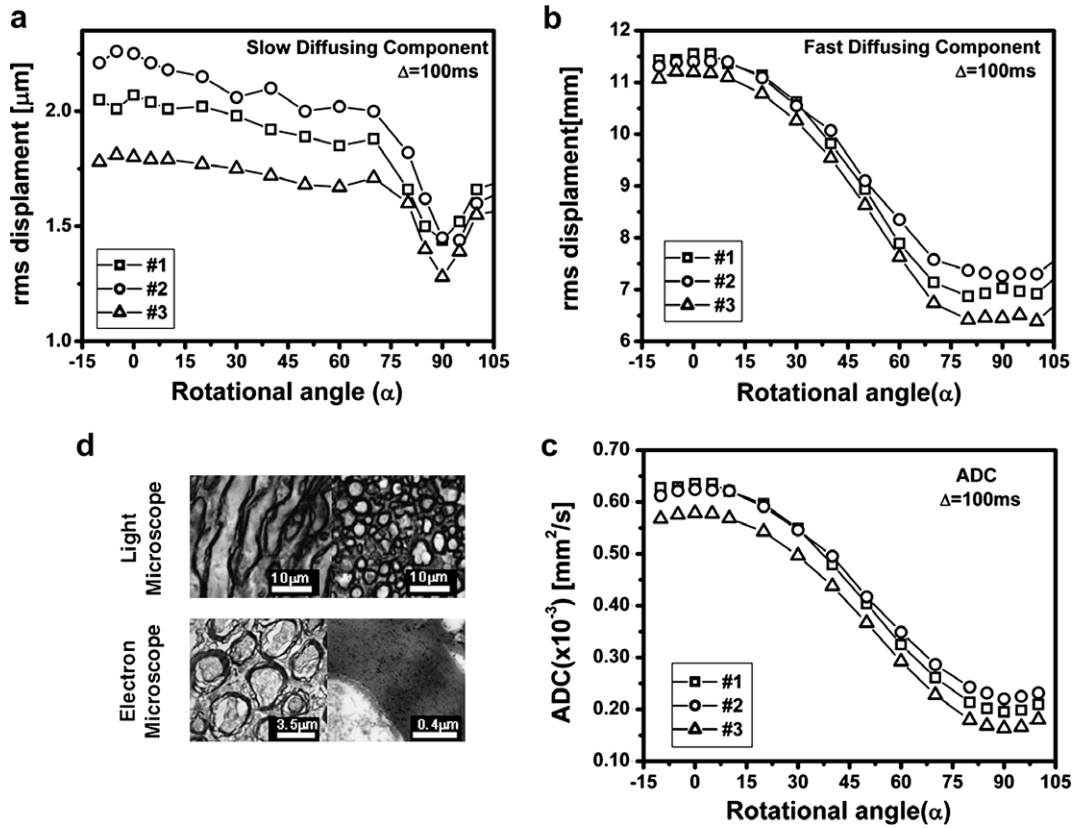 a
Slow Diffusing Component
Δ=100ms
rms displament [μm]
2.0
1.5
1.0
#1
#2
#3
-15 0 15 30 45 60 75 90 105
Rotational angle (α)
b
Fast Diffusing Component
Δ=100ms
rms displament[mm]
12
11
10
9
8
7
6
#1
#2
#3
-15 0 15 30 45 60 75 90 105
Rotational angle(α)
d
Light
Microscope
10μm
10μm
Electron
Microscope
3.5μm
0.4μm
c
ADC
Δ=100ms
ADC(x10⁻³) [mm²/s]
0.70
0.60
0.50
0.40
0.30
0.20
0.10
#1
#2
#3
-15 0 15 30 45 60 75 90 105
Rotational angle(α)